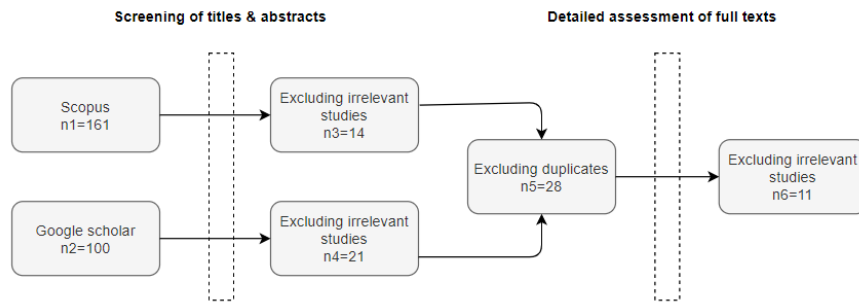 Screening of titles & abstracts
Detailed assessment of full texts
Scopus
n1=161
Excluding irrelevant
studies
n3=14
Excluding duplicates
n5=28
Excluding irrelevant
studies
n6=11
Google scholar
n2=100
Excluding irrelevant
studies
n4=21